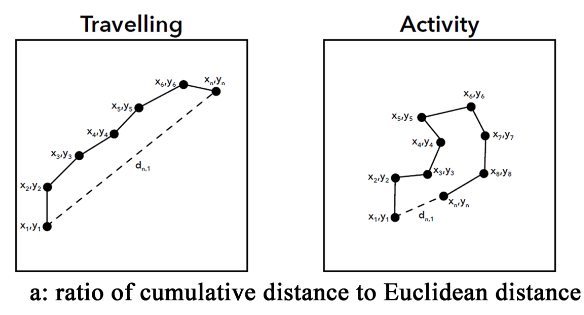 Travelling
Activity
x₆,y₆
xₙ,yₙ
x₅,y₅
x₄,y₄
x₃,y₃
x₂,y₂
dₙ,₁
x₁,y₁
x₆,y₆
x₅,y₅
x₇,y₇
x₄,y₄
x₃,y₃
x₈,y₈
x₂,y₂
xₙ,yₙ
x₁,y₁
dₙ,₁
a: ratio of cumulative distance to Euclidean distance